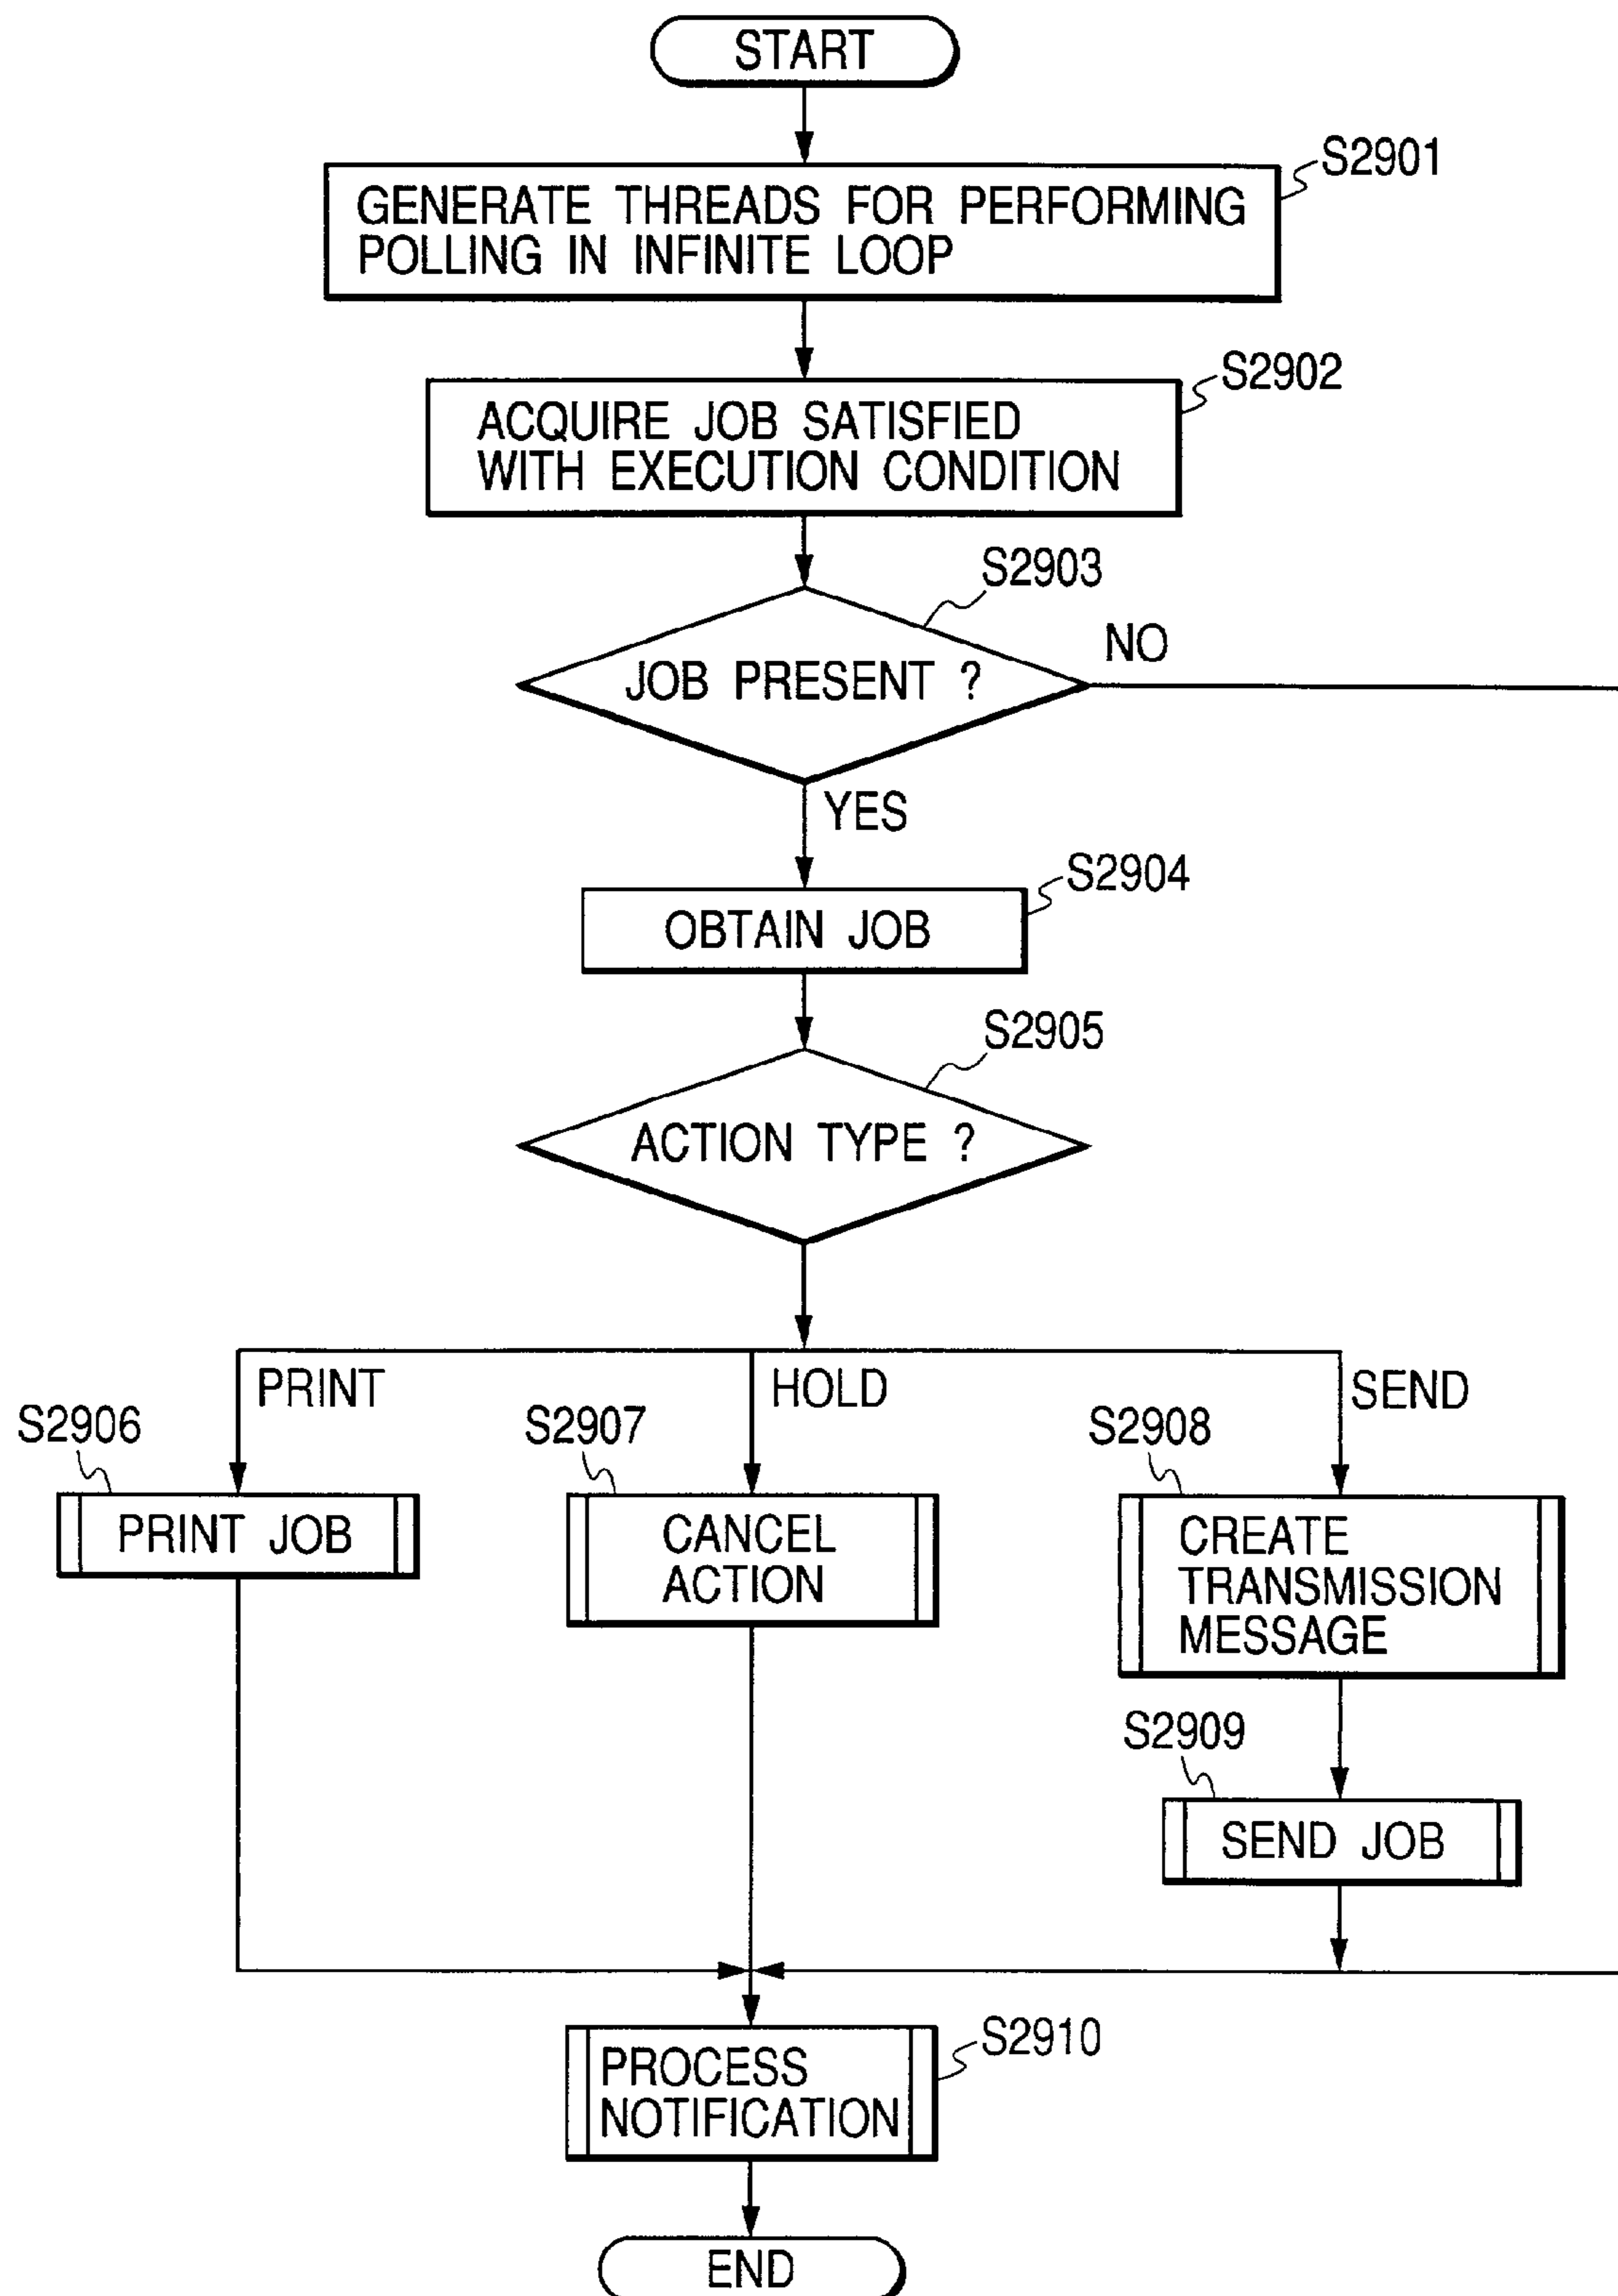 START
S2901
GENERATE THREADS FOR PERFORMING
POLLING IN INFINITE LOOP
S2902
ACQUIRE JOB SATISFIED
WITH EXECUTION CONDITION
S2903
JOB PRESENT ?
NO
YES
S2904
OBTAIN JOB
S2905
ACTION TYPE ?
PRINT
HOLD
SEND
S2906
S2907
S2908
PRINT JOB
CANCEL
ACTION
CREATE
TRANSMISSION
MESSAGE
S2909
SEND JOB
S2910
PROCESS
NOTIFICATION
END